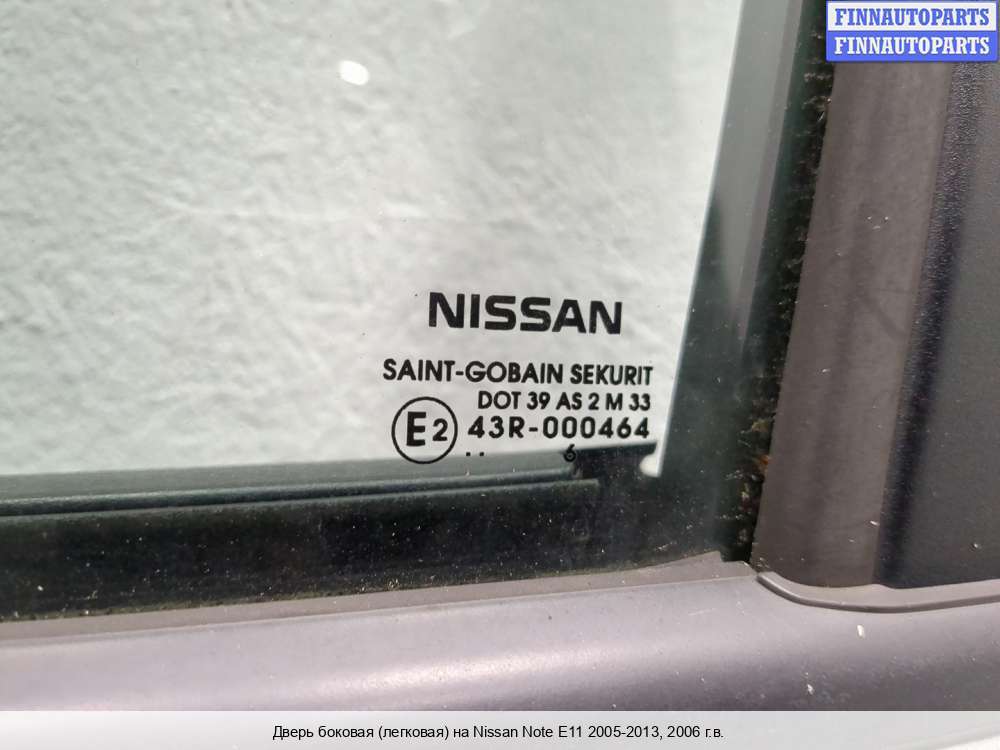 FINNAUTOPARTS
FINNAUTOPARTS
NISSAN
SAINT-GOBAIN SEKURIT
DOT 39 AS 2 M 33
E2 43R-000464
6
Дверь боковая (легковая) на Nissan Note E11 2005-2013, 2006 г.в.